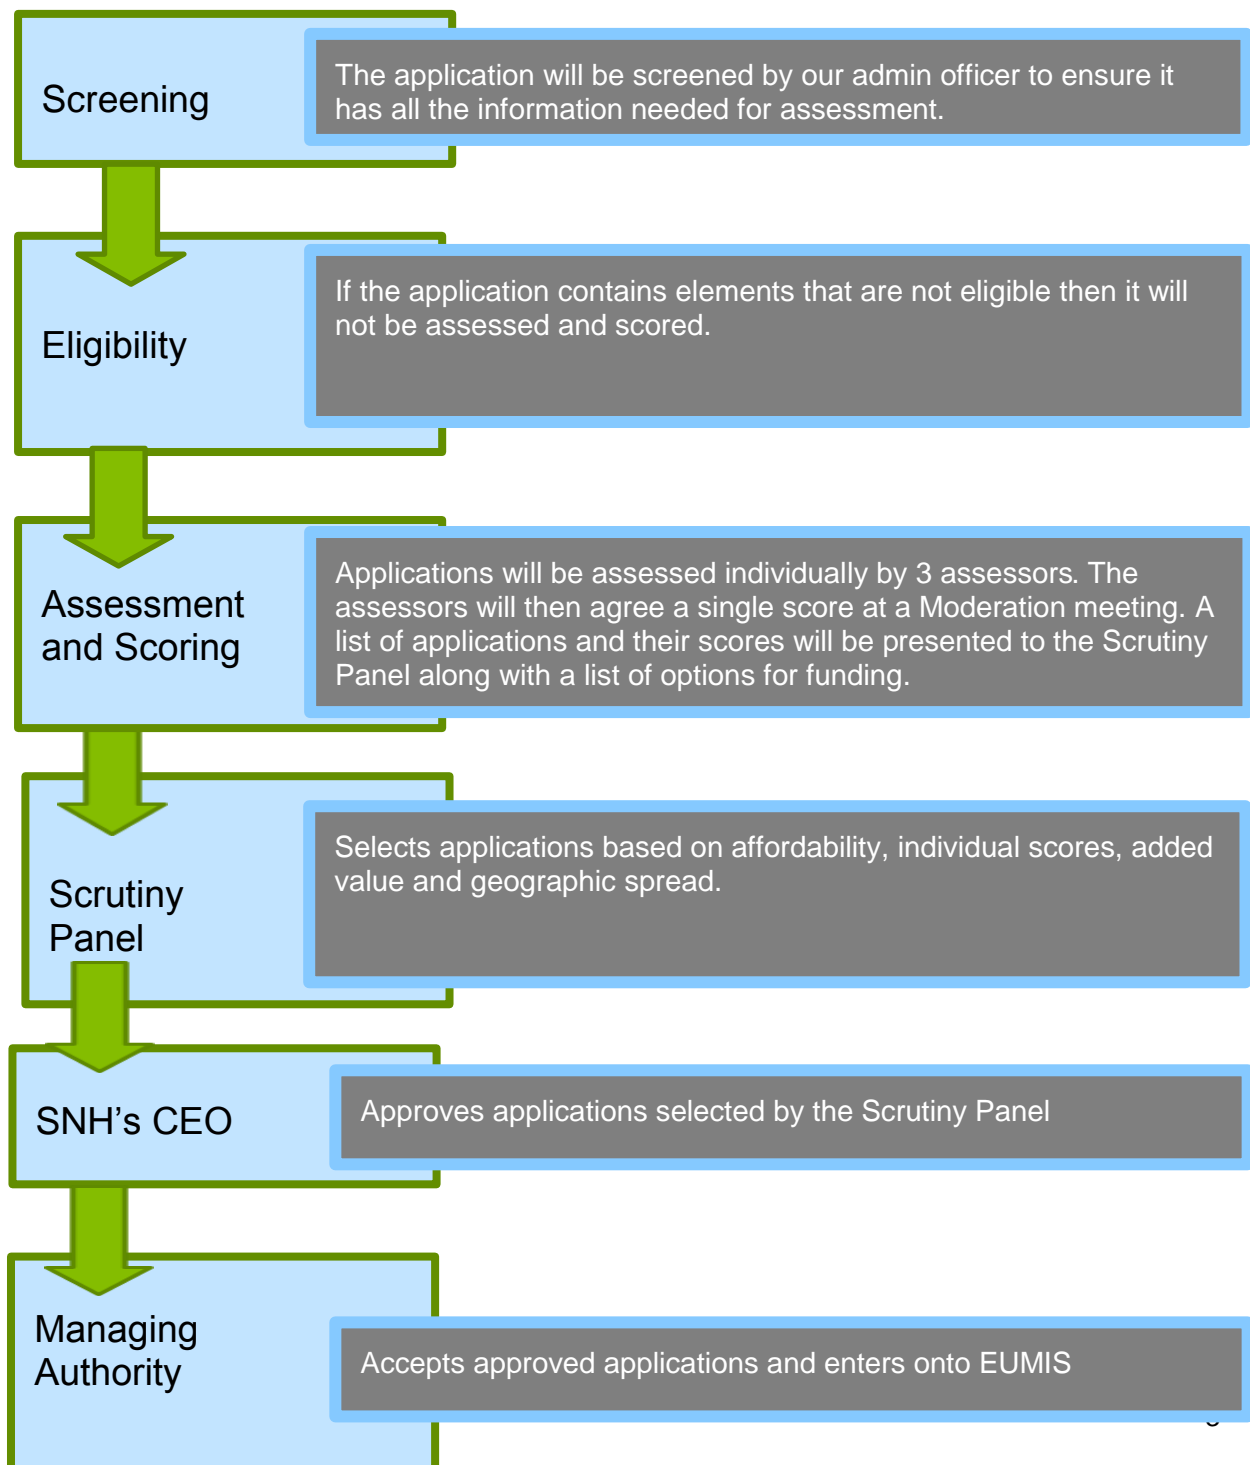 Screening
The application will be screened by our admin officer to ensure it
has all the information needed for assessment.
Eligibility
If the application contains elements that are not eligible then it will
not be assessed and scored.
Assessment
and Scoring
Applications will be assessed individually by 3 assessors. The
assessors will then agree a single score at a Moderation meeting. A
list of applications and their scores will be presented to the Scrutiny
Panel along with a list of options for funding.
Scrutiny
Panel
Selects applications based on affordability, individual scores, added
value and geographic spread.
SNH's CEO
Approves applications selected by the Scrutiny Panel
Managing
Authority
Accepts approved applications and enters onto EUMIS